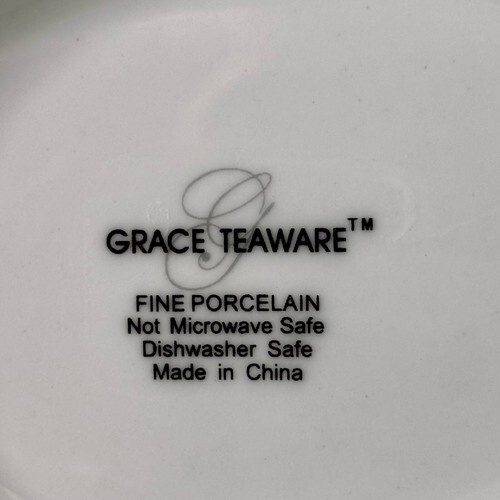 G
GRACE TEAWARE™
FINE PORCELAIN
Not Microwave Safe
Dishwasher Safe
Made in China